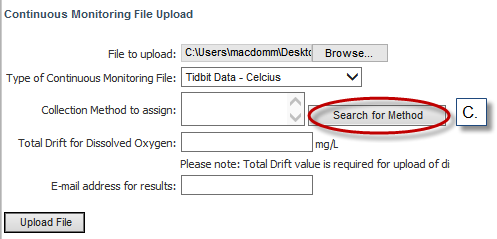 Continuous Monitoring File Upload
File to upload: C:\Users\macdomm\Deskto Browse...
Type of Continuous Monitoring File: Tidbit Data - Celcius
Collection Method to assign: Search for Method C.
Total Drift for Dissolved Oxygen: mg/L
Please note: Total Drift value is required for upload of di
E-mail address for results:
Upload File